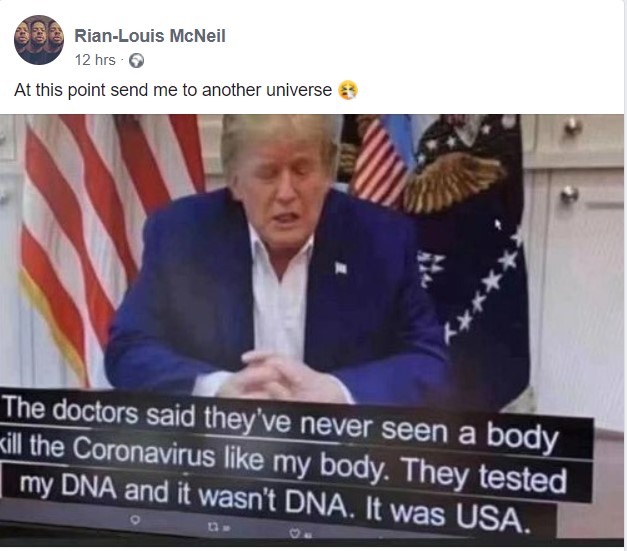 Rian-Louis McNeil
12 hrs ·
At this point send me to another universe
The doctors said they've never seen a body
kill the Coronavirus like my body. They tested
my DNA and it wasn't DNA. It was USA.